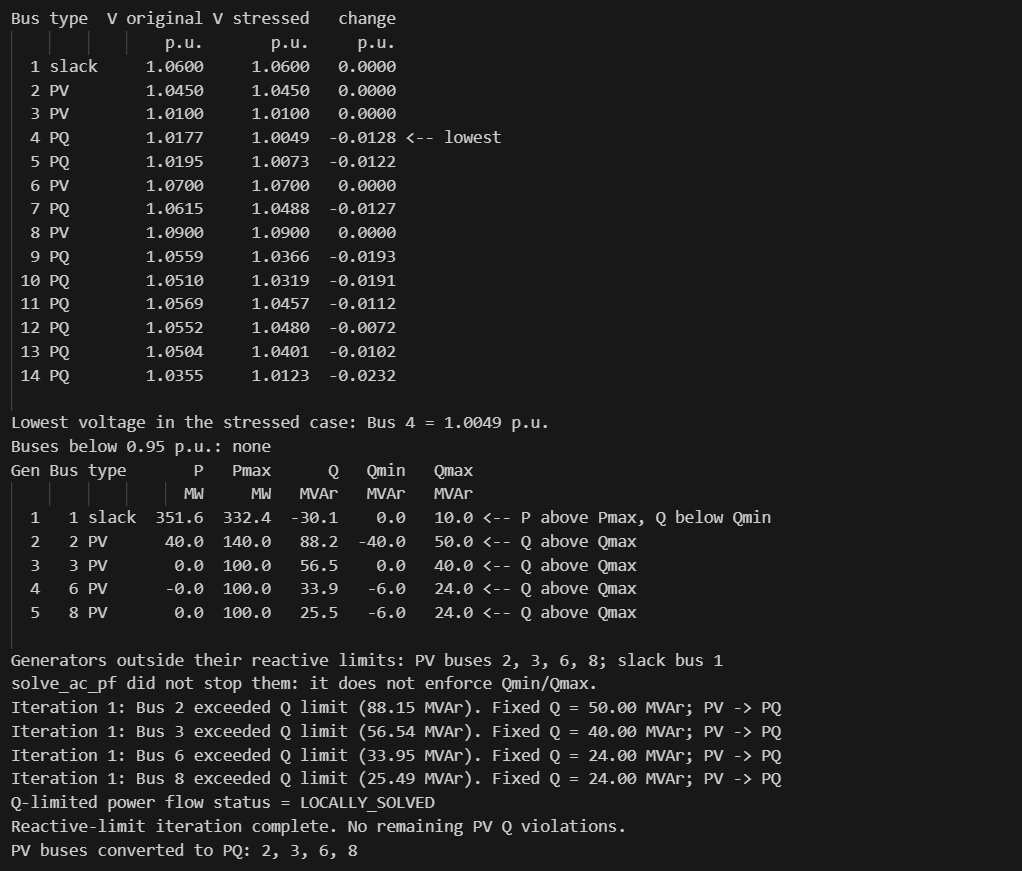 Bus type  V original V stressed   change
                p.u.       p.u.     p.u.
  1 slack     1.0600     1.0600   0.0000
  2 PV        1.0450     1.0450   0.0000
  3 PV        1.0100     1.0100   0.0000
  4 PQ        1.0177     1.0049  -0.0128 <-- lowest
  5 PQ        1.0195     1.0073  -0.0122
  6 PV        1.0700     1.0700   0.0000
  7 PQ        1.0615     1.0488  -0.0127
  8 PV        1.0900     1.0900   0.0000
  9 PQ        1.0559     1.0366  -0.0193
 10 PQ        1.0510     1.0319  -0.0191
 11 PQ        1.0569     1.0457  -0.0112
 12 PQ        1.0552     1.0480  -0.0072
 13 PQ        1.0504     1.0401  -0.0102
 14 PQ        1.0355     1.0123  -0.0232
Lowest voltage in the stressed case: Bus 4 = 1.0049 p.u.
Buses below 0.95 p.u.: none
Gen Bus type       P   Pmax      Q   Qmin   Qmax
                  MW     MW   MVAr   MVAr   MVAr
  1   1 slack  351.6  332.4  -30.1    0.0   10.0 <-- P above Pmax, Q below Qmin
  2   2 PV      40.0  140.0   88.2  -40.0   50.0 <-- Q above Qmax
  3   3 PV       0.0  100.0   56.5    0.0   40.0 <-- Q above Qmax
  4   6 PV      -0.0  100.0   33.9   -6.0   24.0 <-- Q above Qmax
  5   8 PV       0.0  100.0   25.5   -6.0   24.0 <-- Q above Qmax
Generators outside their reactive limits: PV buses 2, 3, 6, 8; slack bus 1
solve_ac_pf did not stop them: it does not enforce Qmin/Qmax.
Iteration 1: Bus 2 exceeded Q limit (88.15 MVAr). Fixed Q = 50.00 MVAr; PV -> PQ
Iteration 1: Bus 3 exceeded Q limit (56.54 MVAr). Fixed Q = 40.00 MVAr; PV -> PQ
Iteration 1: Bus 6 exceeded Q limit (33.95 MVAr). Fixed Q = 24.00 MVAr; PV -> PQ
Iteration 1: Bus 8 exceeded Q limit (25.49 MVAr). Fixed Q = 24.00 MVAr; PV -> PQ
Q-limited power flow status = LOCALLY_SOLVED
Reactive-limit iteration complete. No remaining PV Q violations.
PV buses converted to PQ: 2, 3, 6, 8